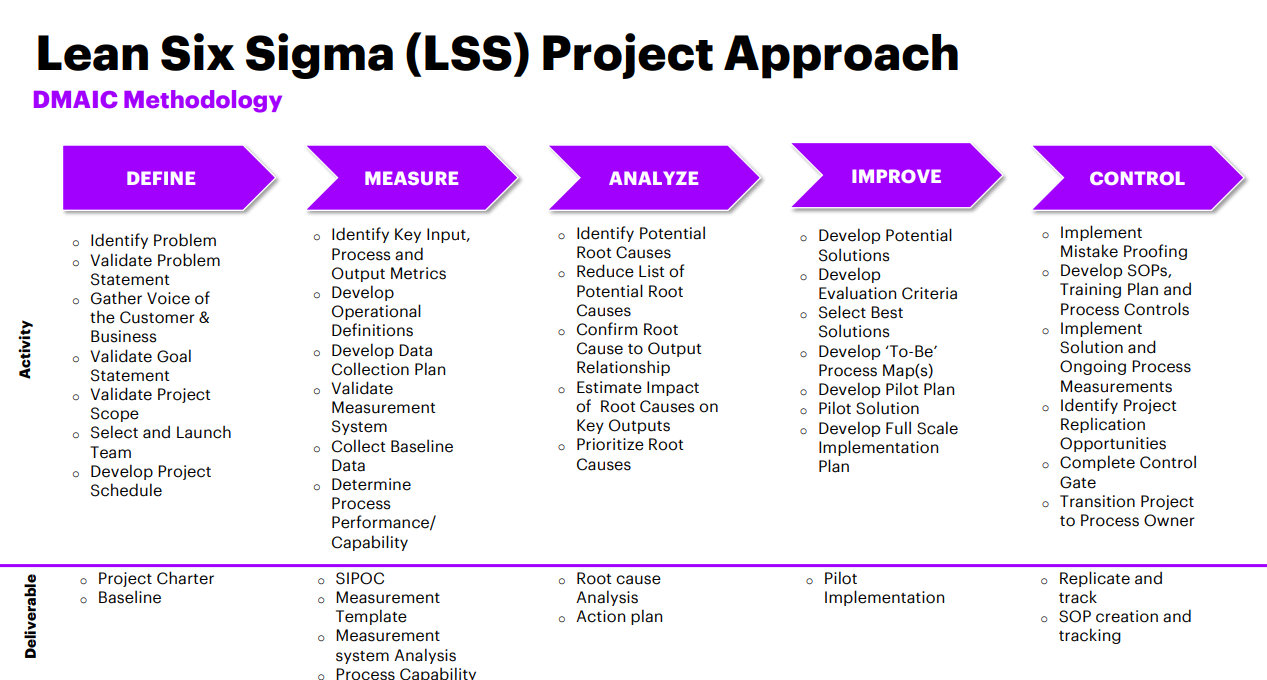 Lean Six Sigma (LSS) Project Approach
DMAIC Methodology
DEFINE
MEASURE
ANALYZE
IMPROVE
CONTROL
Activity
Identify Problem
Validate Problem
Statement
Gather Voice of
the Customer &
Business
Validate Goal
Statement
Validate Project
Scope
Select and Launch
Team
Develop Project
Schedule
Identify Key Input,
Process and
Output Metrics
Develop
Operational
Definitions
Develop Data
Collection Plan
Validate
Measurement
System
Collect Baseline
Data
Determine
Process
Performance/
Capability
Identify Potential
Root Causes
Reduce List of
Potential Root
Causes
Confirm Root
Cause to Output
Relationship
Estimate Impact
of Root Causes on
Key Outputs
Prioritize Root
Causes
Develop Potential
Solutions
Develop
Evaluation Criteria
Select Best
Solutions
Develop ‘To-Be’
Process Map(s)
Develop Pilot Plan
Pilot Solution
Develop Full Scale
Implementation
Plan
Implement
Mistake Proofing
Develop SOPs,
Training Plan and
Process Controls
Implement
Solution and
Ongoing Process
Measurements
Identify Project
Replication
Opportunities
Complete Control
Gate
Transition Project
to Process Owner
Deliverable
Project Charter
Baseline
SIPOC
Measurement
Template
Measurement
system Analysis
Process Capability
Root cause
Analysis
Action plan
Pilot
Implementation
Replicate and
track
SOP creation and
tracking